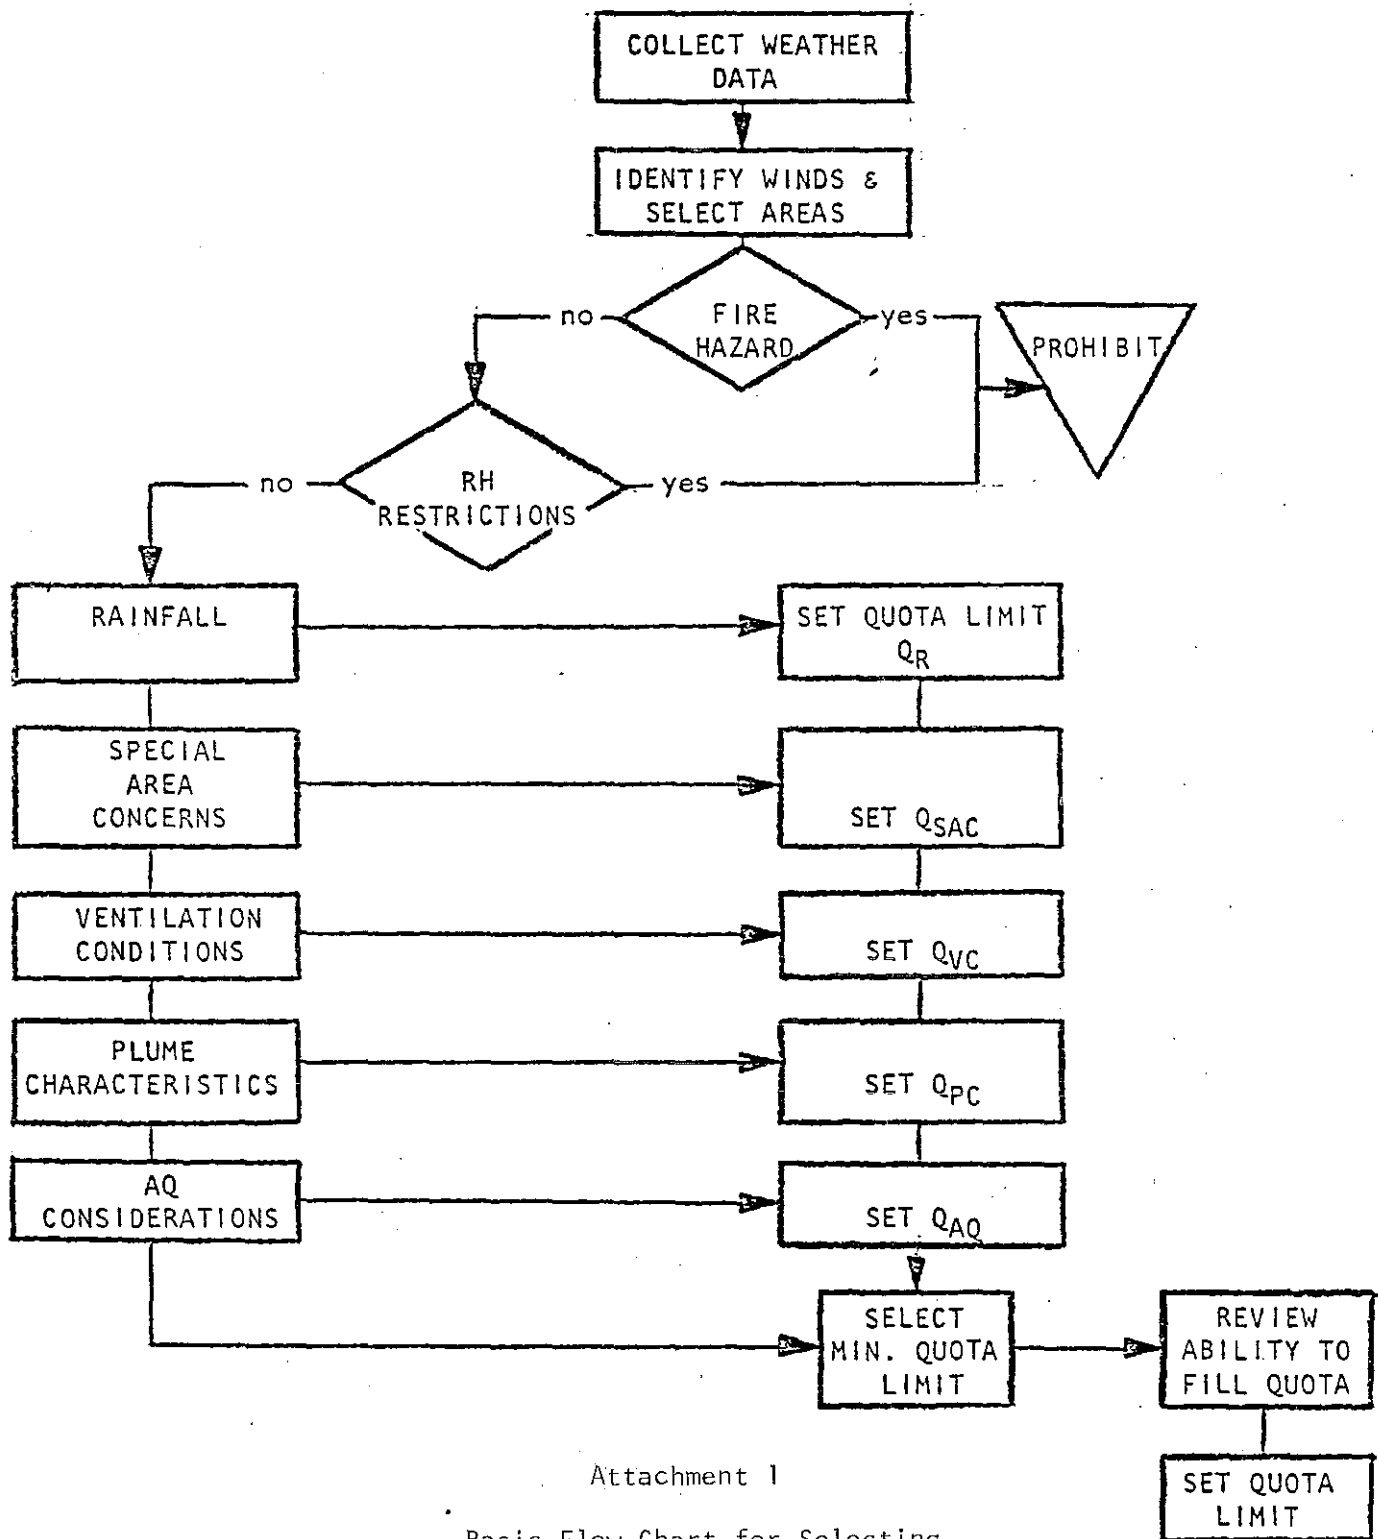 COLLECT WEATHER
DATA
IDENTIFY WINDS &
SELECT AREAS
no
FIRE
HAZARD
yes
PROHIBIT
no
RH
RESTRICTIONS
yes
RAINFALL
SET QUOTA LIMIT
QR
SPECIAL
AREA
CONCERNS
SET QSAC
VENTILATION
CONDITIONS
SET QVC
PLUME
CHARACTERISTICS
SET QPC
AQ
CONSIDERATIONS
SET QAQ
SELECT
MIN. QUOTA
LIMIT
REVIEW
ABILITY TO
FILL QUOTA
SET QUOTA
LIMIT
Attachment 1
Basic Flow Chart for Selecting